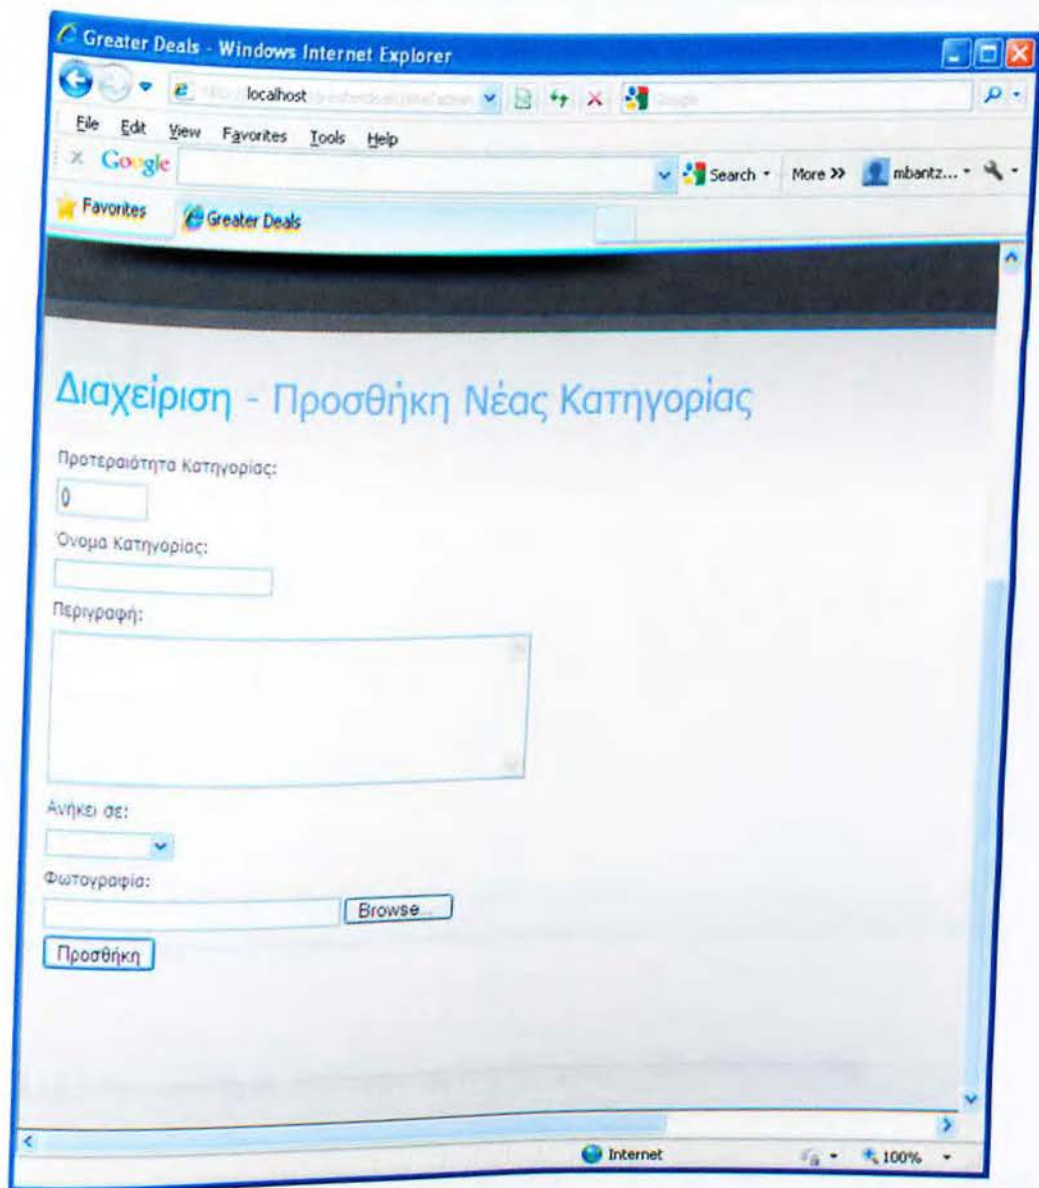 Greater Deals - Windows Internet Explorer
localhost
Google
File Edit View Favorites Tools Help
Google Search More >> mbantz...
Favorites Greater Deals
Διαχείριση - Προσθήκη Νέας Κατηγορίας
Προτεραιότητα Κατηγορίας:
0
Όνομα Κατηγορίας:
Περιγραφή:
Ανήκει σε:
Φωτογραφία:
Browse...
Προσθήκη
Internet 100%